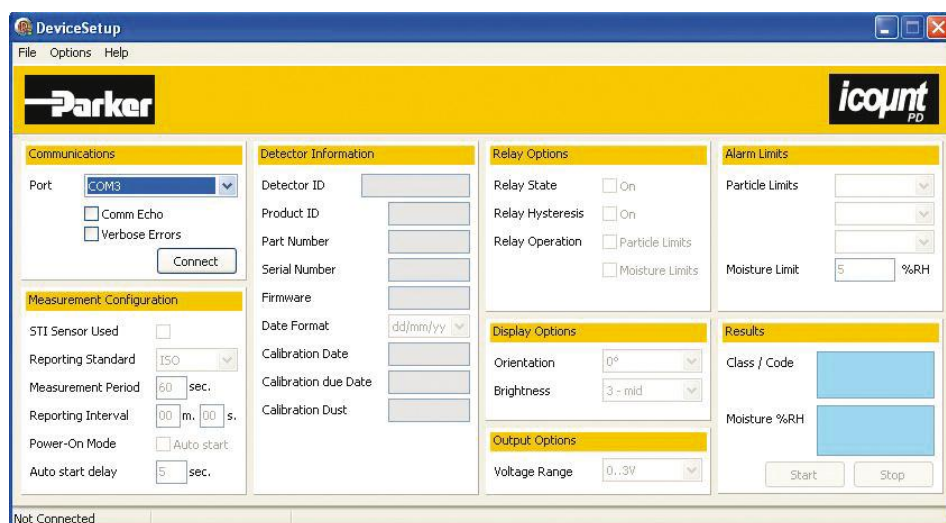 DeviceSetup
File Options Help
Parker
icount
PD
Communications
Port COM3
Comm Echo
Verbose Errors
Connect
Measurement Configuration
STI Sensor Used
Reporting Standard ISO
Measurement Period 60 sec.
Reporting Interval 00 m. 00 s.
Power-On Mode Auto start
Auto start delay 5 sec.
Detector Information
Detector ID
Product ID
Part Number
Serial Number
Firmware
Date Format dd/mm/yy
Calibration Date
Calibration due Date
Calibration Dust
Relay Options
Relay State On
Relay Hysteresis On
Relay Operation Particle Limits
Moisture Limits
Display Options
Orientation 0°
Brightness 3 - mid
Output Options
Voltage Range 0..3V
Alarm Limits
Particle Limits
Moisture Limit 5 %RH
Results
Class / Code
Moisture %RH
Start Stop
Not Connected